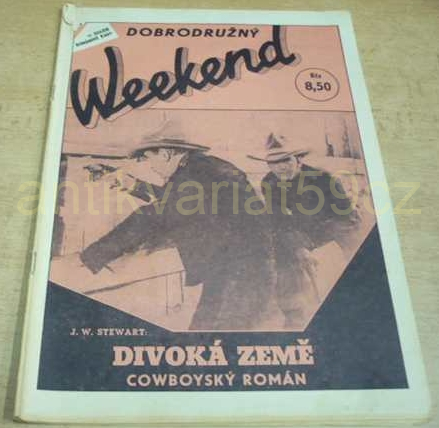 DOBRODRUŽNÝ
Weekend
Kčs
8,50
antikvariat59.cz
J. W. STEWART:
DIVOKÁ ZEMĚ
COWBOYSKÝ ROMÁN